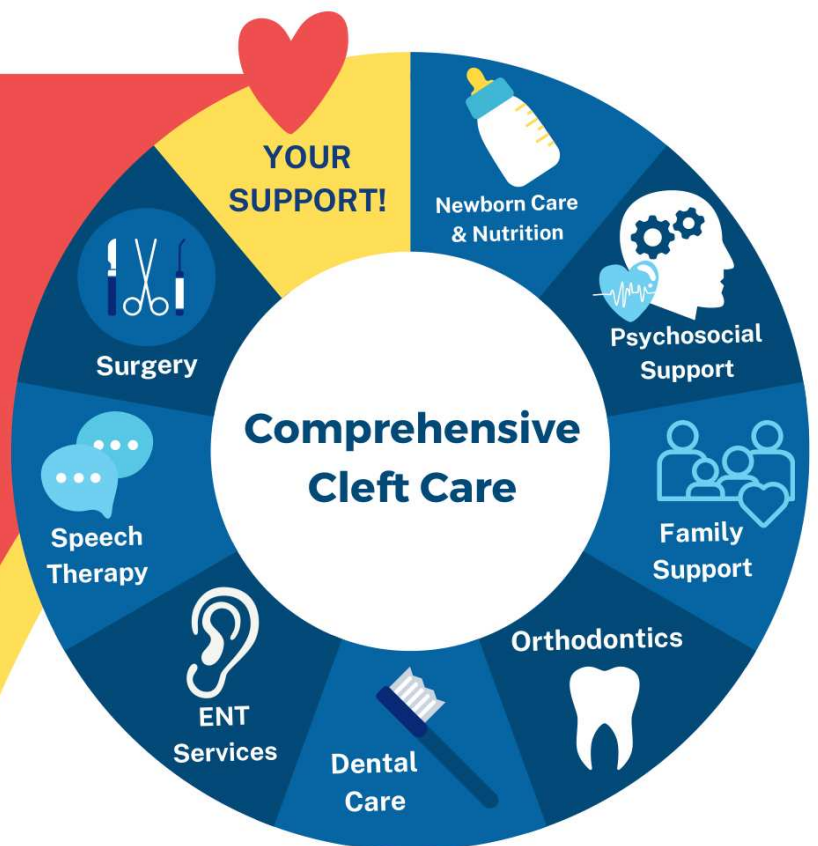 YOUR
SUPPORT!
Newborn Care
& Nutrition
Psychosocial
Support
Family
Support
Orthodontics
Dental
Care
ENT
Services
Speech
Therapy
Surgery
Comprehensive
Cleft Care